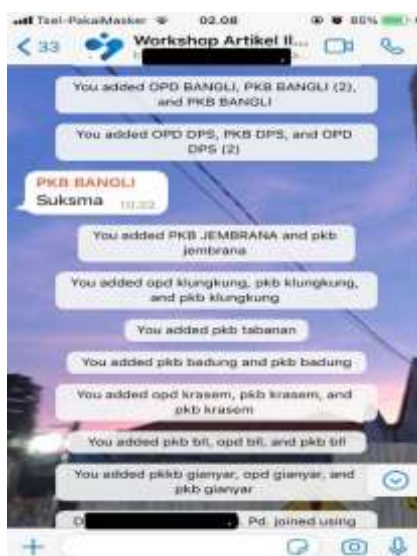 Tsel-PakaiMasker 02.08 85%
33 Workshop Artikel Il...
You added OPD BANGLI, PKB BANGLI (2),
and PKB BANGLI
You added OPD DPS, PKB DPS, and OPD
DPS (2)
PKB BANGLI
Suksma
You added PKB JEMBRANA and pkb
jembrana
You added opd klungkung, pkb klungkung,
and pkb klungkung
You added pkb tabanan
You added pkb badung and pkb badung
You added opd krasem, pkb krasem, and
pkb krasem
You added pkb bll, opd bll, and pkb bll
You added pkkb gianyar, opd gianyar, and
pkb gianyar
D Pd. joined using